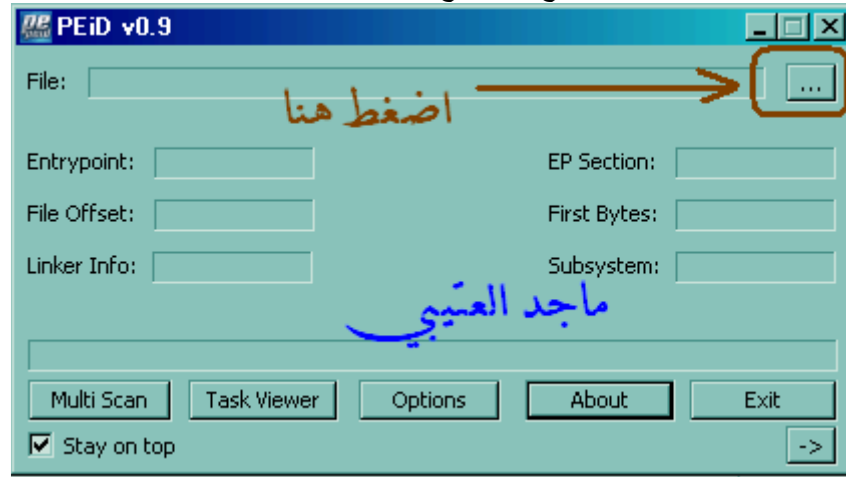 PEiD v0.9
File: ...
اضغط هنا
Entrypoint: EP Section:
File Offset: First Bytes:
Linker Info: Subsystem:
ماجد العتيبي
Multi Scan Task Viewer Options About Exit
Stay on top ->